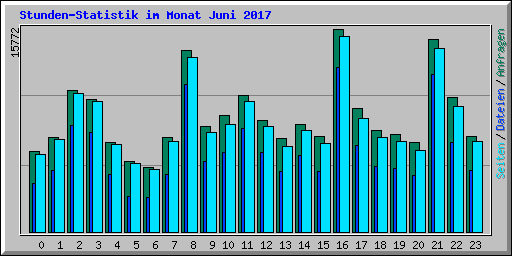 Stunden-Statistik im Monat Juni 2017
15772
Seiten/Dateien/Anfragen
0 1 2 3 4 5 6 7 8 9 10 11 12 13 14 15 16 17 18 19 20 21 22 23